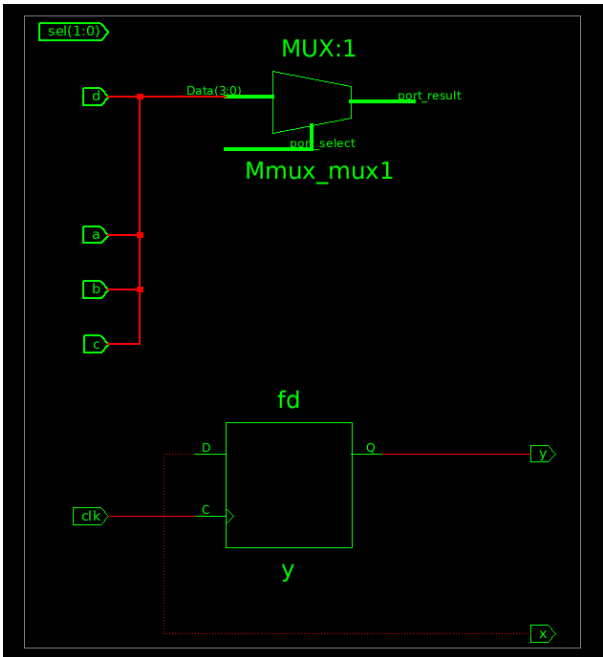 sel(1:0)
MUX:1
d
Data(3:0)
port_result
port_select
Mmux_mux1
a
b
c
fd
D
Q
y
clk
C
y
x